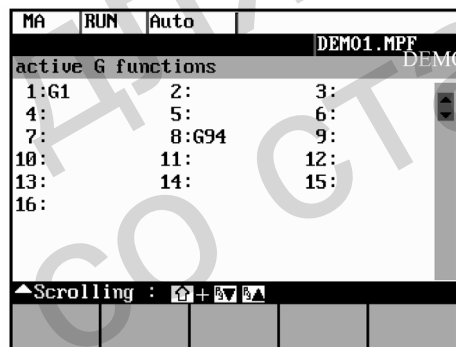 MA RUN Auto
DEMO1.MPF
DEMO
active G functions
1:G1 2: 3:
4: 5: 6:
7: 8:G94 9:
10: 11: 12:
13: 14: 15:
16:
Scrolling : +